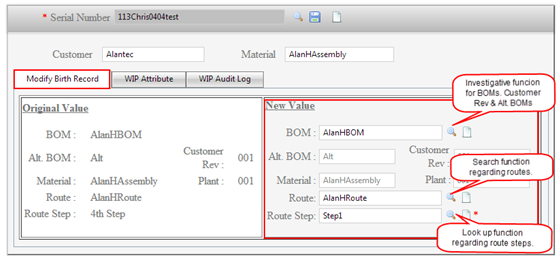 * Serial Number 113Chris0404test
Customer Alantec Material AlanHAssembly
Modify Birth Record WIP Attribute WIP Audit Log
Original Value
BOM : AlanHBOM
Alt. BOM : Alt Customer Rev : 001
Material : AlanHAssembly Plant : 001
Route : AlanHRoute
Route Step : 4th Step
New Value
BOM : AlanHBOM
Alt. BOM : Alt Customer Rev :
Material : AlanHAssembly Plant :
Route: AlanHRoute
Route Step: Step1 *
Investigative funcion
for BOMs. Customer
Rev & Alt. BOMs
Search function
regarding routes.
Look up function
regarding route steps.